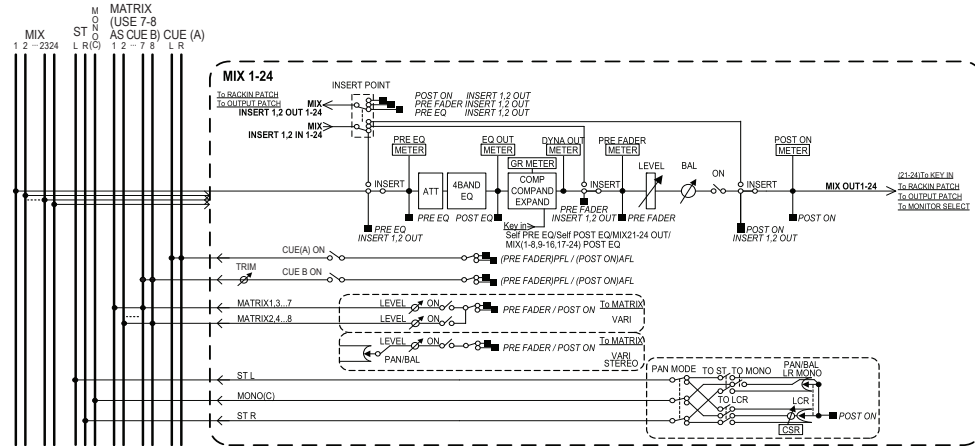 MIX
1 2 ··· 2324
ST
L R
MONO
(C)
MATRIX
(USE 7-8
AS CUE B)
1 2 ··· 7 8
CUE (A)
L R
MIX 1-24
INSERT POINT
To RACKIN PATCH
To OUTPUT PATCH
MIX
INSERT 1,2 OUT 1-24
MIX
INSERT 1,2 IN 1-24
POST ON INSERT 1,2 OUT
PRE FADER INSERT 1,2 OUT
PRE EQ INSERT 1,2 OUT
PRE EQ
METER
EQ OUT
METER
DYNA OUT
METER
PRE FADER
METER
POST ON
METER
GR METER
LEVEL
BAL
ON
INSERT
ATT
4BAND
EQ
COMP
COMPAND
EXPAND
INSERT
INSERT
MIX OUT1-24
(21-24)To KEY IN
To RACKIN PATCH
To OUTPUT PATCH
To MONITOR SELECT
PRE EQ
INSERT 1,2 OUT
PRE EQ
POST EQ
PRE FADER
INSERT 1,2 OUT
PRE FADER
POST ON
INSERT 1,2 OUT
POST ON
Key in
Self PRE EQ/Self POST EQ/MIX21-24 OUT/
MIX(1-8,9-16,17-24) POST EQ
CUE(A) ON
(PRE FADER)PFL / (POST ON)AFL
TRIM
CUE B ON
(PRE FADER)PFL / (POST ON)AFL
MATRIX1,3...7
LEVEL
ON
PRE FADER / POST ON
To MATRIX
VARI
MATRIX2,4...8
LEVEL
ON
LEVEL
ON
PAN/BAL
PRE FADER / POST ON
To MATRIX
VARI
STEREO
ST L
MONO(C)
ST R
PAN MODE
TO ST
TO MONO
PAN/BAL
LR MONO
TO LCR
LCR
CSR
POST ON